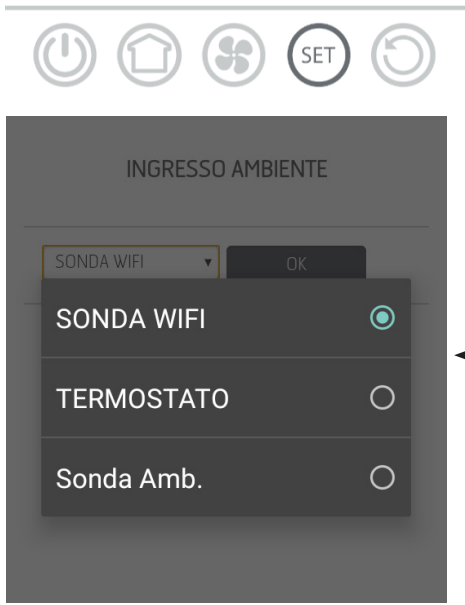 SET
INGRESSO AMBIENTE
SONDA WIFI OK
SONDA WIFI
TERMOSTATO
Sonda Amb.